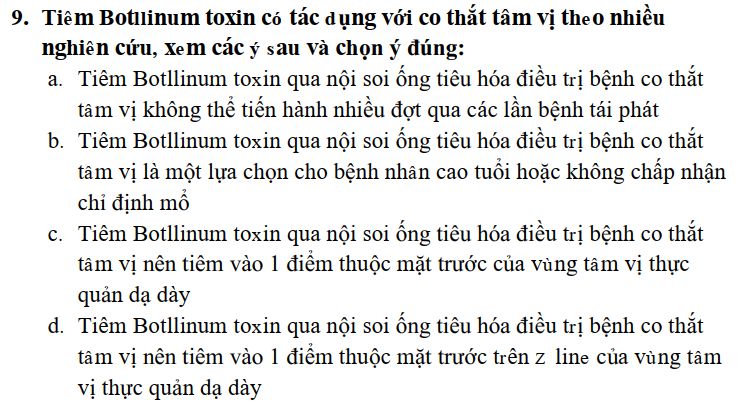 9. Tiêm Botılinum toxin có tác dụng với co thắt tâm vị theo nhiều
nghiên cứu, xem các ý sau và chọn ý đúng:
a. Tiêm Botllinum toxin qua nội soi ống tiêu hóa điều trị bệnh co thắt
tâm vị không thể tiến hành nhiều đợt qua các lần bệnh tái phát
b. Tiêm Botllinum toxin qua nội soi ống tiêu hóa điều trị bệnh co thắt
tâm vị là một lựa chọn cho bệnh nhân cao tuổi hoặc không chấp nhận
chỉ định mổ
c. Tiêm Botllinum toxin qua nội soi ống tiêu hóa điều trị bệnh co thắt
tâm vị nên tiêm vào 1 điểm thuộc mặt trước của vùng tâm vị thực
quản dạ dày
d. Tiêm Botllinum toxin qua nội soi ống tiêu hóa điều trị bệnh co thắt
tâm vị nên tiêm vào 1 điểm thuộc mặt trước trên z line của vùng tâm
vị thực quản dạ dày